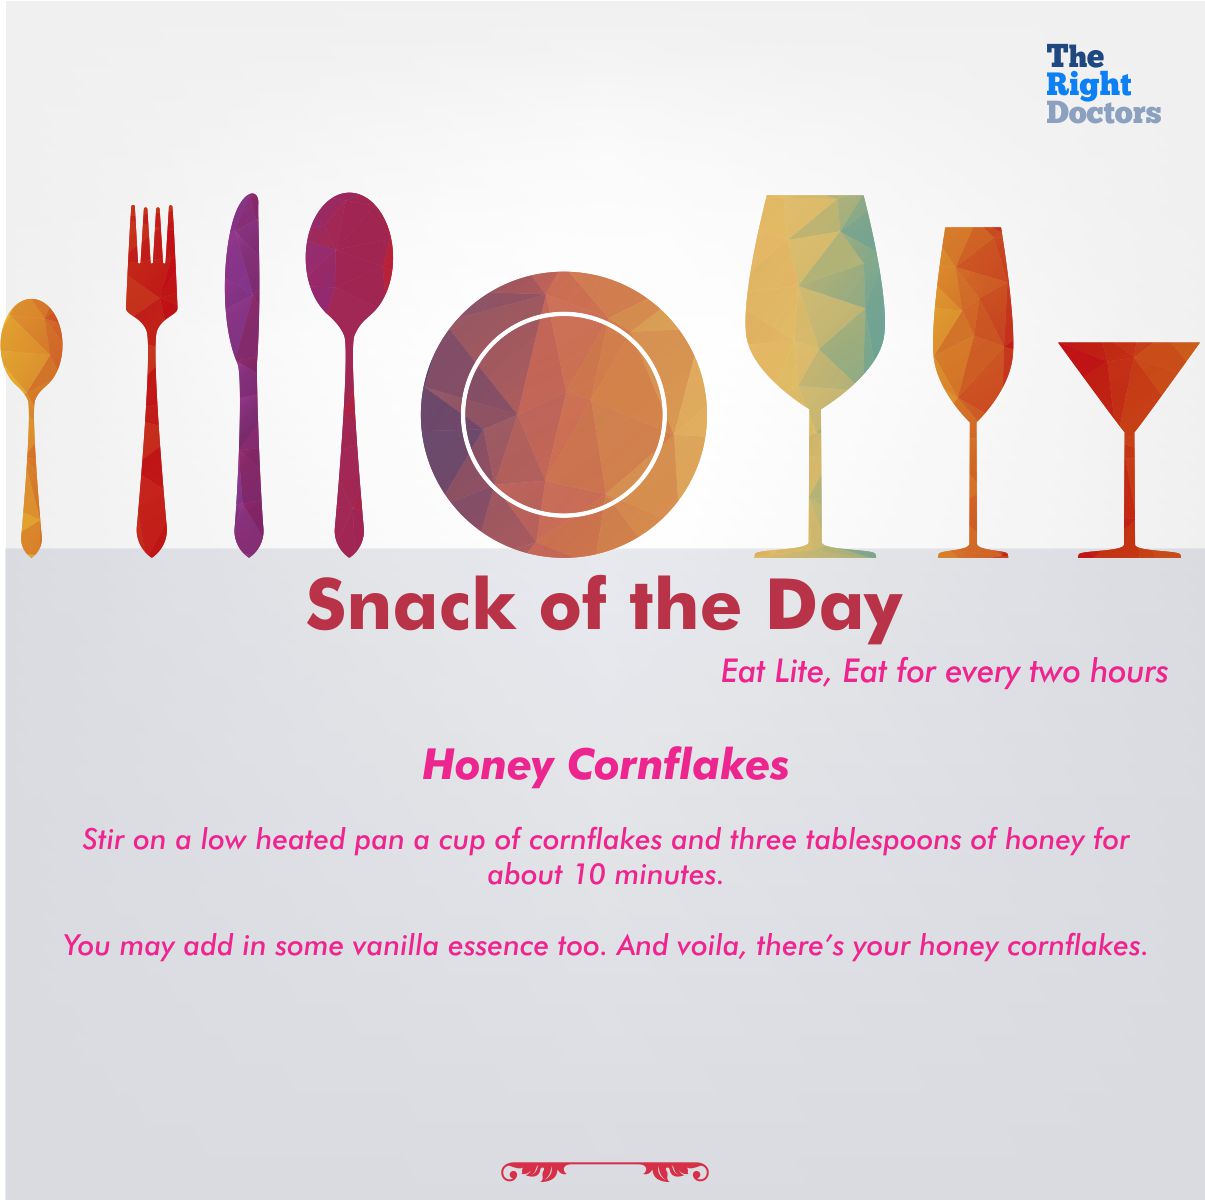 The
Right
Doctors
Snack of the Day
Eat Lite, Eat for every two hours
Honey Cornflakes
Stir on a low heated pan a cup of cornflakes and three tablespoons of honey for
about 10 minutes.
You may add in some vanilla essence too. And voila, there’s your honey cornflakes.